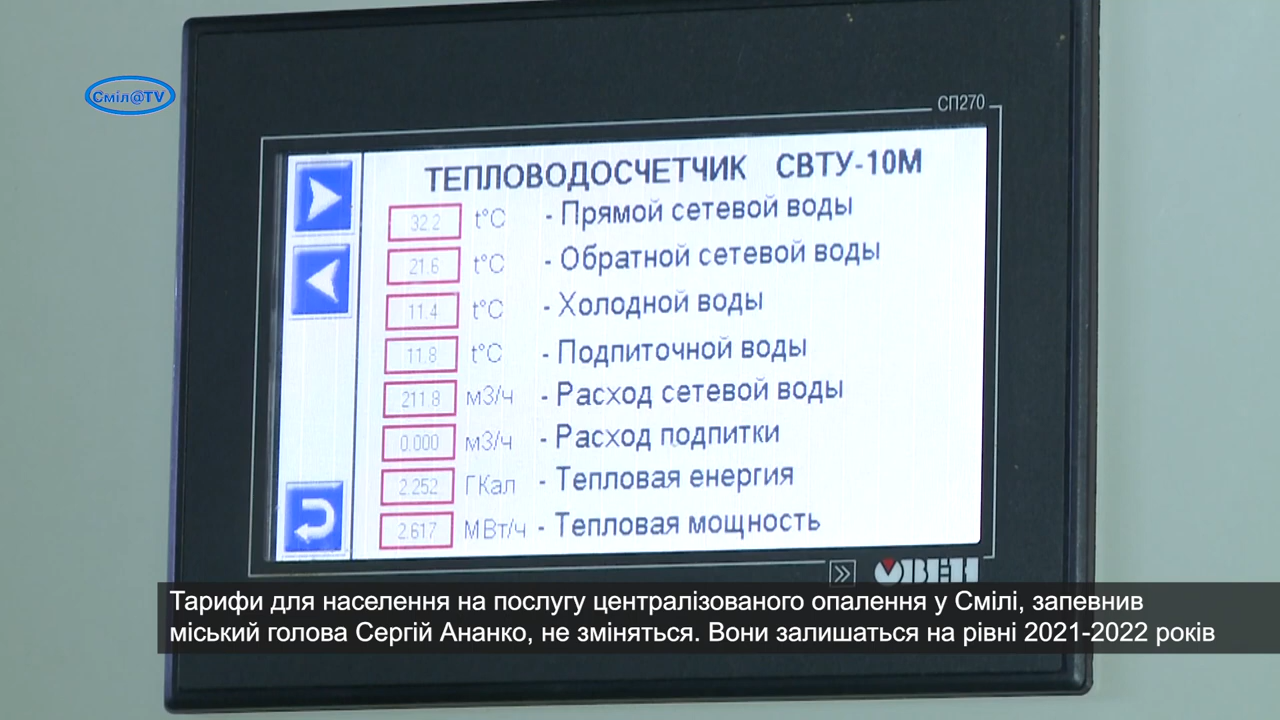 Сміл@TV
СП270
ТЕПЛОВОДОСЧЕТЧИК СВТУ-10М
32.2 t°C - Прямой сетевой воды
21.6 t°C - Обратной сетевой воды
11.4 t°C - Холодной воды
11.8 t°C - Подпиточной воды
211.8 м3/ч - Расход сетевой воды
0.000 м3/ч - Расход подпитки
2.252 ГКал - Тепловая енергия
2.617 МВт/ч - Тепловая мощность
ОВЕН
Тарифи для населення на послугу централізованого опалення у Смілі, запевнив
міський голова Сергій Ананко, не зміняться. Вони залишаться на рівні 2021-2022 років